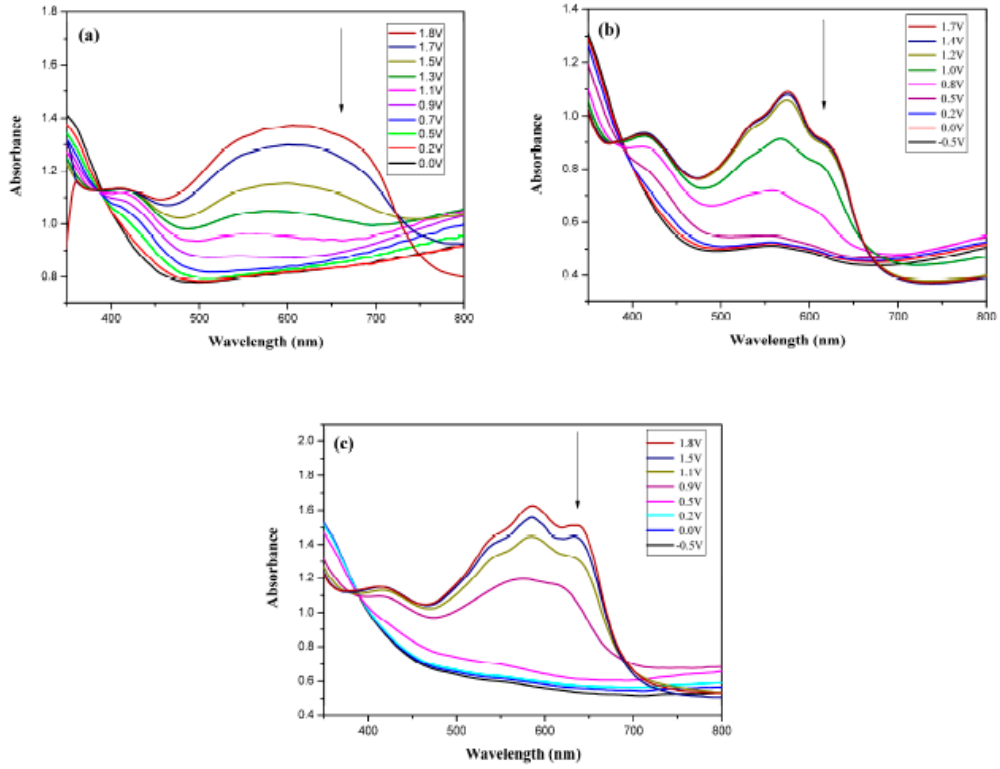 (a)
1.8V
1.7V
1.5V
1.3V
1.1V
0.9V
0.7V
0.5V
0.2V
0.0V
1.8
1.6
1.4
1.2
1.0
0.8
400
500
600
700
800
Absorbance
Wavelength (nm)
(b)
1.7V
1.4V
1.2V
1.0V
0.8V
0.5V
0.2V
0.0V
-0.5V
1.4
1.2
1.0
0.8
0.6
0.4
400
500
600
700
800
Absorbance
Wavelength (nm)
(c)
1.8V
1.5V
1.1V
0.9V
0.5V
0.2V
0.0V
-0.5V
2.0
1.8
1.6
1.4
1.2
1.0
0.8
0.6
0.4
400
500
600
700
800
Absorbance
Wavelength (nm)